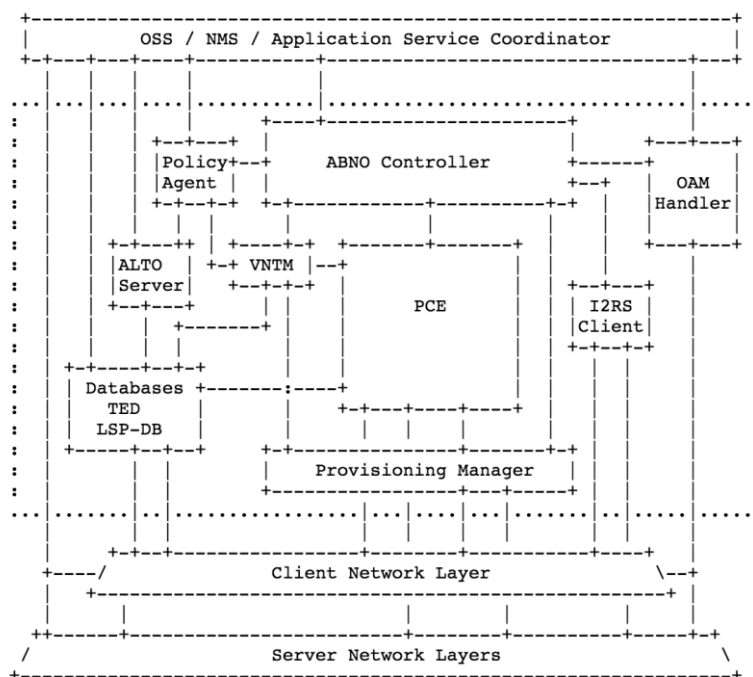 OSS / NMS / Application Service Coordinator
Policy
Agent
ABNO Controller
OAM
Handler
ALTO
Server
VNTM
PCE
I2RS
Client
Databases
TED
LSP-DB
Provisioning Manager
Client Network Layer
Server Network Layers